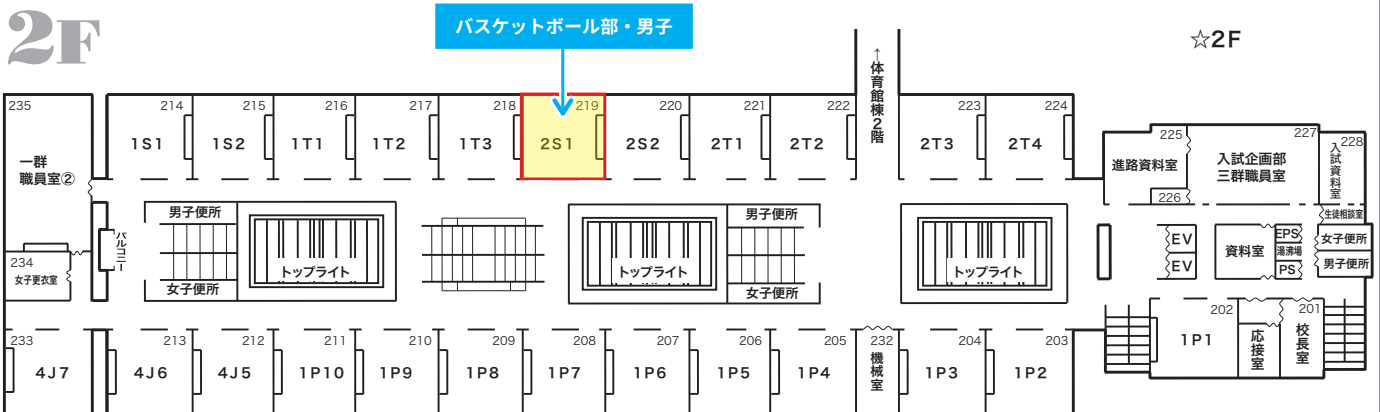 2F
バスケットボール部・男子
☆2F
↑体育館棟2階
235
一群
職員室②
214
1S1
215
1S2
216
1T1
217
1T2
218
1T3
219
2S1
220
2S2
221
2T1
222
2T2
223
2T3
224
2T4
225
進路資料室
226
227
入試企画部
三群職員室
228
入試資料室
生徒相談室
女子便所
男子便所
234
女子更衣室
バルコニー
男子便所
女子便所
トップライト
トップライト
男子便所
女子便所
トップライト
EV
EV
資料室
EPS
湯沸場
PS
233
4J7
213
4J6
212
4J5
211
1P10
210
1P9
209
1P8
208
1P7
207
1P6
206
1P5
205
1P4
232
機械室
204
1P3
203
1P2
202
1P1
応接室
201
校長室